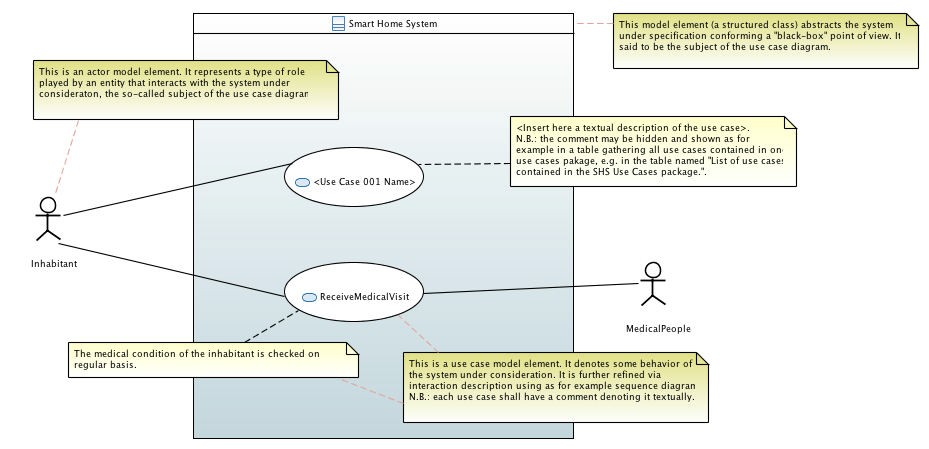 Smart Home System
This model element (a structured class) abstracts the system
under specification conforming a "black-box" point of view. It
said to be the subject of the use case diagram.
This is an actor model element. It represents a type of role
played by an entity that interacts with the system under
consideraton, the so-called subject of the use case diagran
<Insert here a textual description of the use case>.
N.B.: the comment may be hidden and shown as for
example in a table gathering all use cases contained in on
use cases pakage, e.g. in the table named "List of use cases
contained in the SHS Use Cases package.".
<Use Case 001 Name>
Inhabitant
ReceiveMedicalVisit
MedicalPeople
The medical condition of the inhabitant is checked on
regular basis.
This is a use case model element. It denotes some behavior of
the system under consideration. It is further refined via
interaction description using as for example sequence diagran
N.B.: each use case shall have a comment denoting it textually.